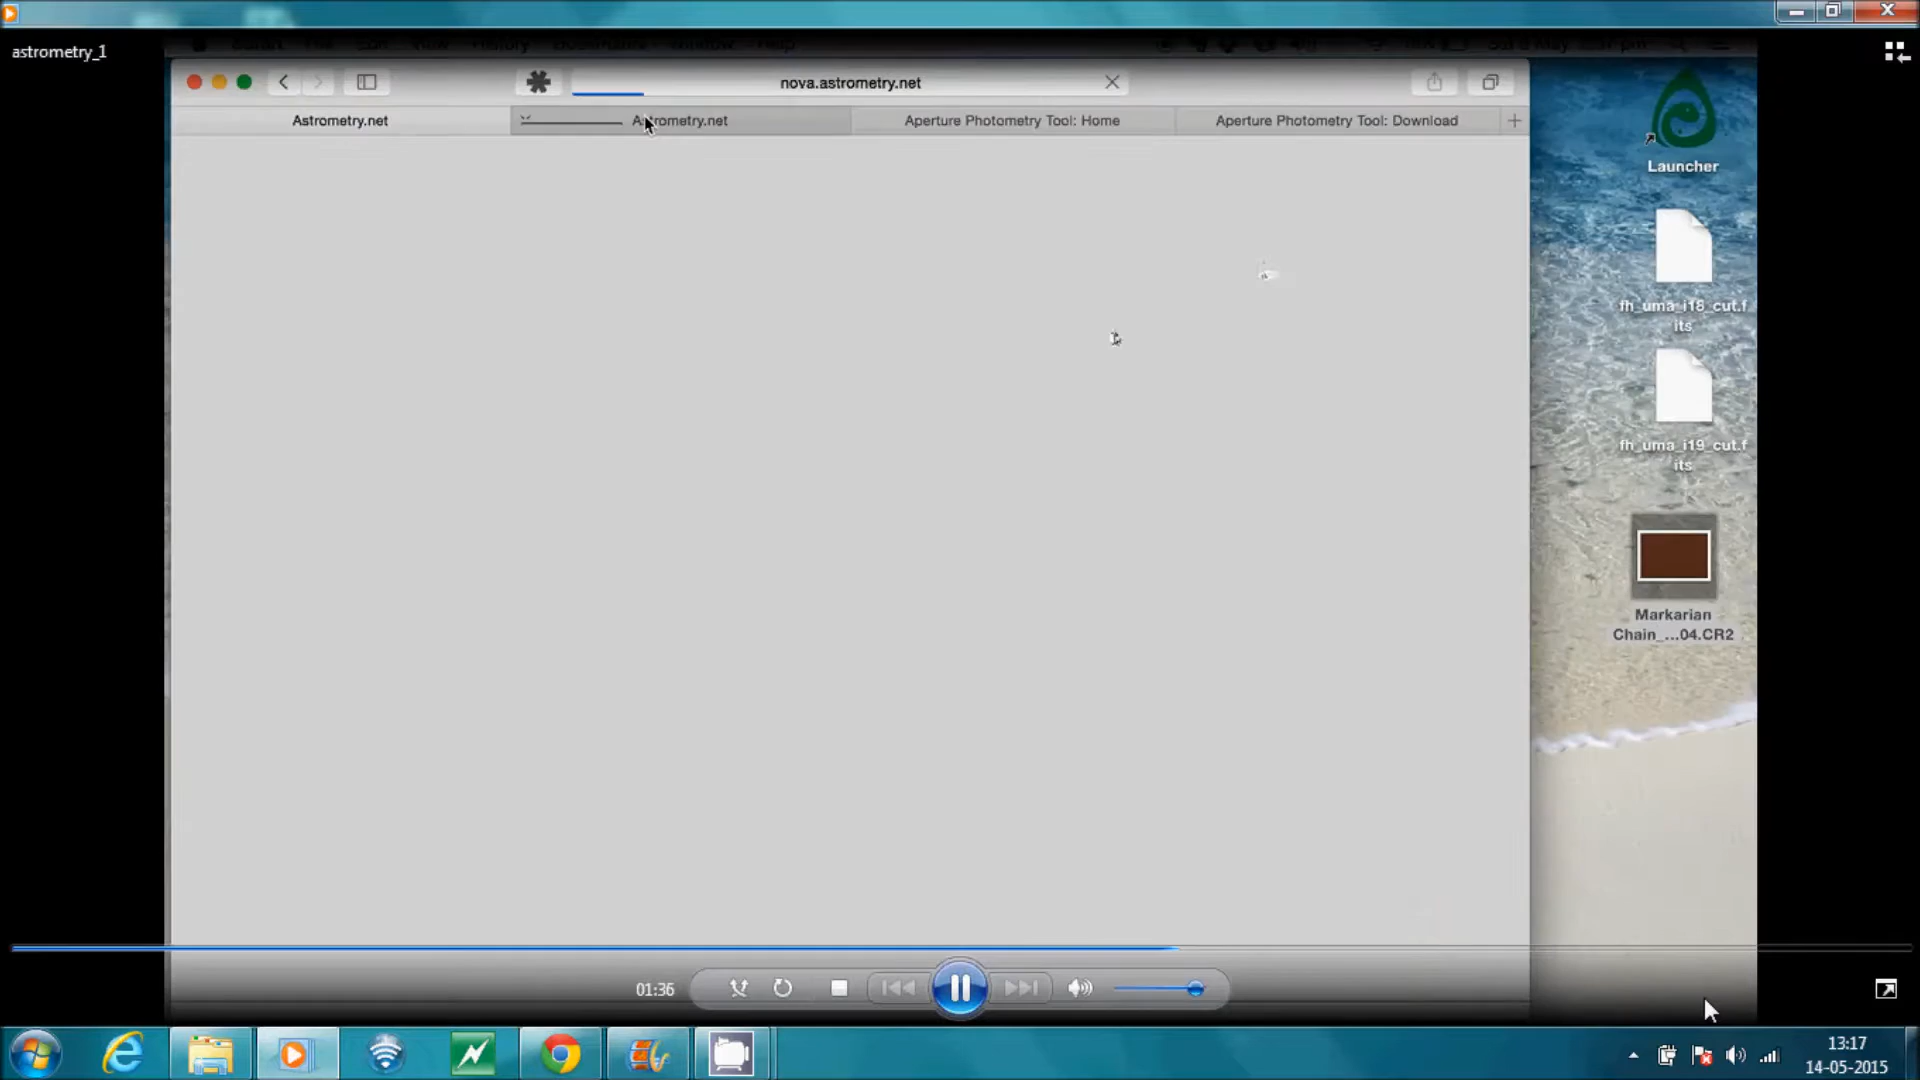 astrometry_1
nova.astrometry.net
Astrometry.net
Astrometry.net
Aperture Photometry Tool: Home
Aperture Photometry Tool: Download
Launcher
fh_uma_i18_cut.f
its
fh_uma_i19_cut.f
its
Markarian
Chain_...04.CR2
01:36
13:17
14-05-2015